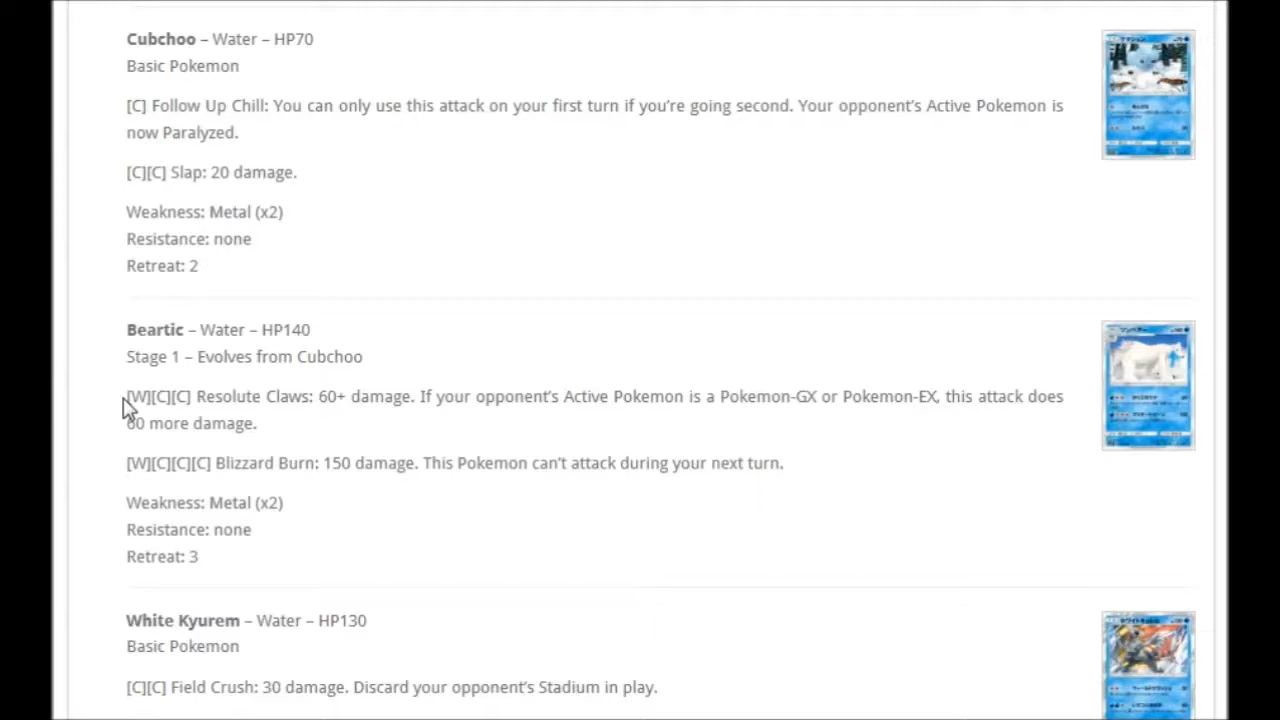 Cubchoo – Water – HP70
Basic Pokemon
[C] Follow Up Chill: You can only use this attack on your first turn if you’re going second. Your opponent’s Active Pokemon is
now Paralyzed.
[C][C] Slap: 20 damage.
Weakness: Metal (x2)
Resistance: none
Retreat: 2
Beartic – Water – HP140
Stage 1 – Evolves from Cubchoo
[W][C][C] Resolute Claws: 60+ damage. If your opponent’s Active Pokemon is a Pokemon-GX or Pokemon-EX, this attack does
60 more damage.
[W][C][C][C] Blizzard Burn: 150 damage. This Pokemon can’t attack during your next turn.
Weakness: Metal (x2)
Resistance: none
Retreat: 3
White Kyurem – Water – HP130
Basic Pokemon
[C][C] Field Crush: 30 damage. Discard your opponent’s Stadium in play.